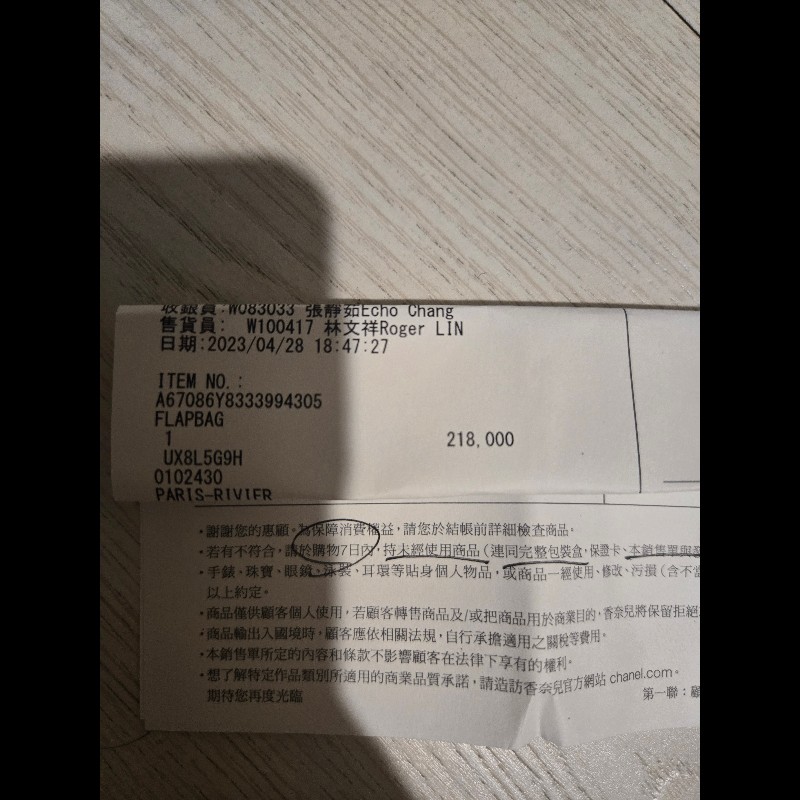 收銀員:W083033 張靜茹Echo Chang
售貨員: W100417 林文祥Roger LIN
日期:2023/04/28 18:47:27
ITEM NO.:
A67086Y8333994305
FLAPBAG
1 218,000
UX8L5G9H
0102430
PARIS-RIVIER
·謝謝您的惠顧。為保障消費權益,請您於結帳前詳細檢查商品。
·若有不符合,請於購物7日內,持未經使用商品(連同完整包裝盒,保證卡、本銷售單與
·手錶、珠寶、眼鏡、泳裝、耳環等貼身個人物品,或商品一經使用、修改、污損(含不當
以上約定。
·商品僅供顧客個人使用,若顧客轉售商品及/或把商品用於商業目的,香奈兒將保留拒絕
·商品輸出入國境時,顧客應依相關法規,自行承擔適用之關稅等費用。
·本銷售單所定的內容和條款不影響顧客在法律下享有的權利。
·想了解特定作品類別所適用的商業品質承諾,請造訪香奈兒官方網站 chanel.com。
期待您再度光臨 第一聯:顧